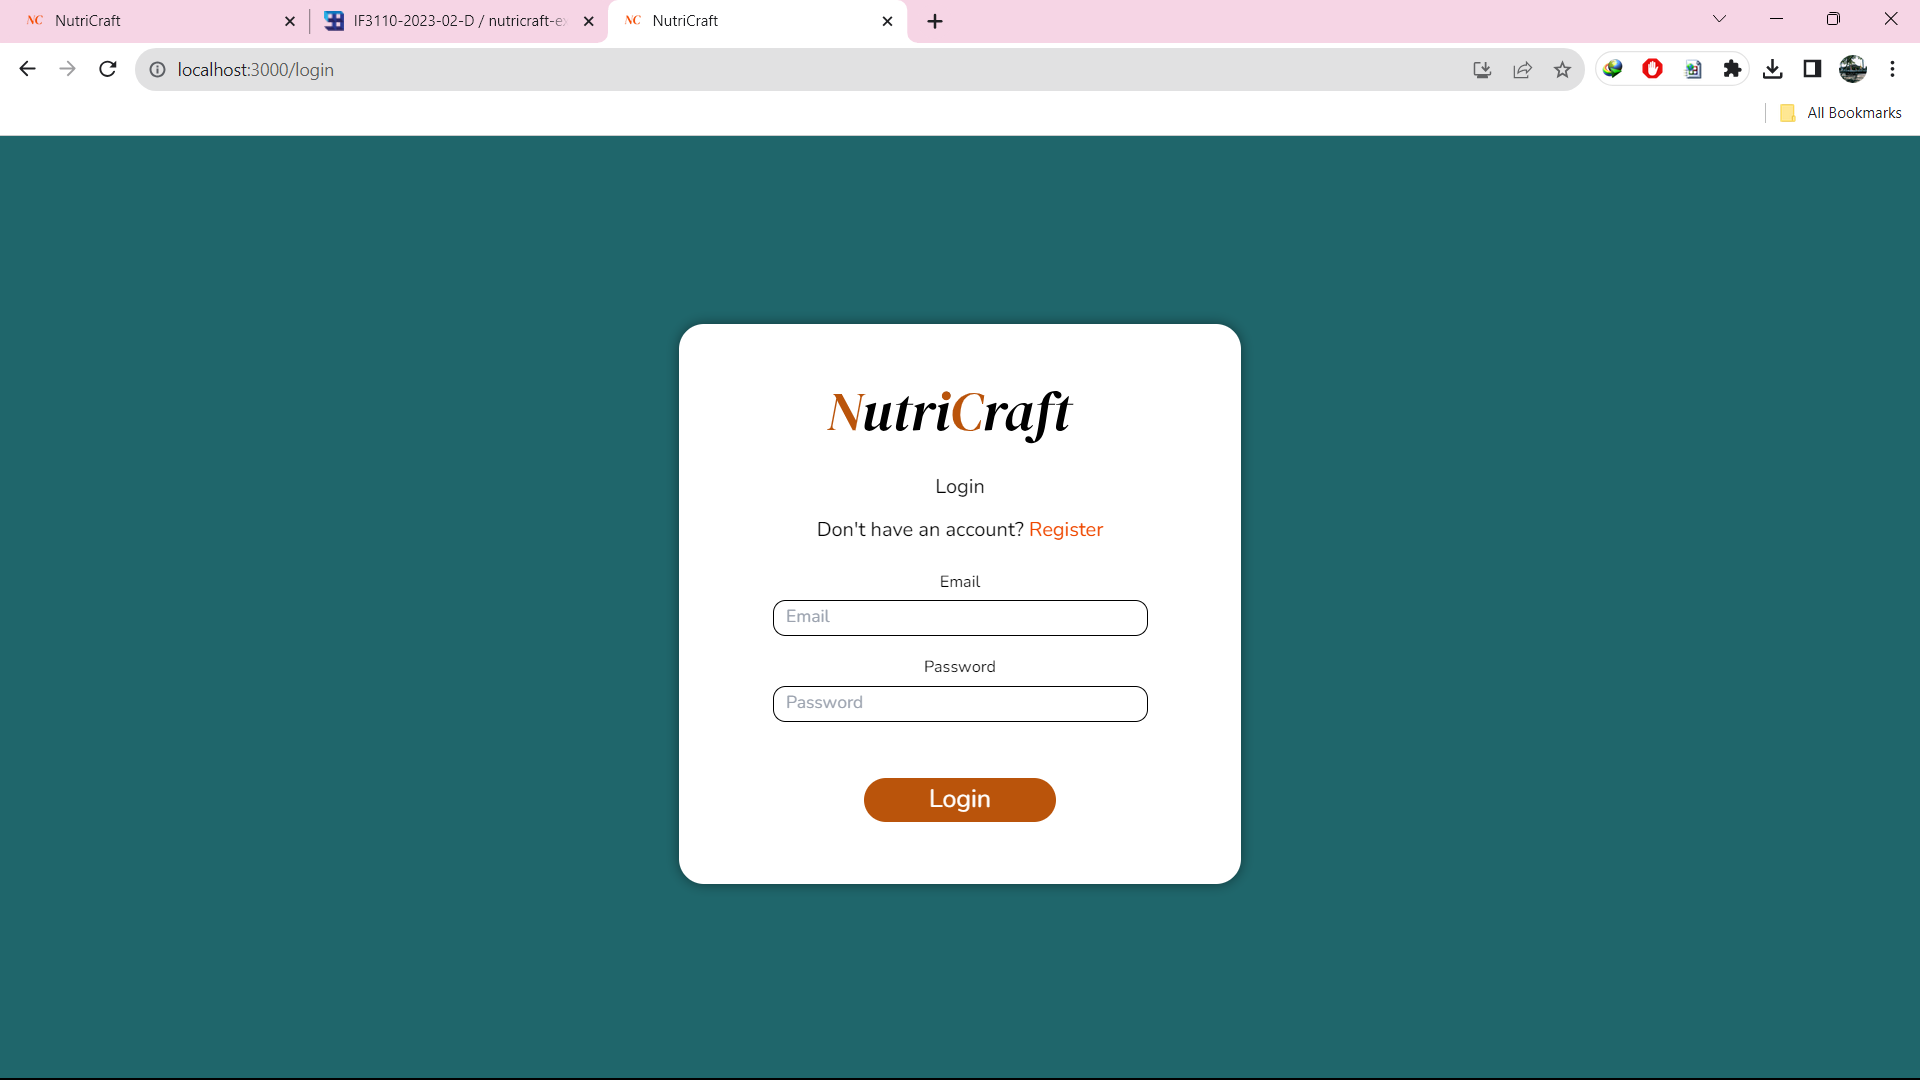 NC NutriCraft
IF3110-2023-02-D / nutricraft-ex
NC NutriCraft
localhost:3000/login
All Bookmarks
NutriCraft
Login
Don't have an account? Register
Email
Email
Password
Password
Login